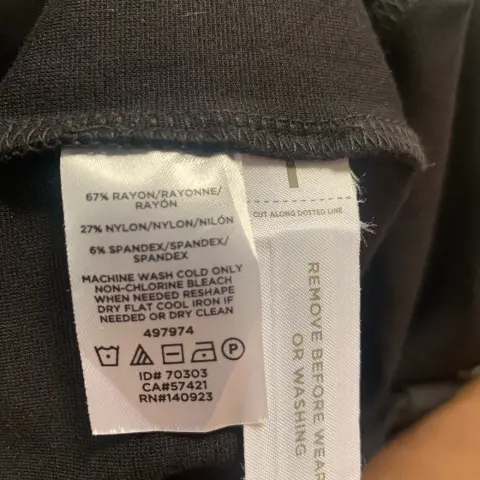 67% RAYON/RAYONNE/
RAYÓN
27% NYLON/NYLON/NILÓN
6% SPANDEX/SPANDEX/
SPANDEX
MACHINE WASH COLD ONLY
NON-CHLORINE BLEACH
WHEN NEEDED RESHAPE
DRY FLAT COOL IRON IF
NEEDED OR DRY CLEAN
497974
P
ID# 70303
CA#57421
RN#140923
CUT ALONG DOTTED LINE
REMOVE BEFORE WEAR
OR WASHING